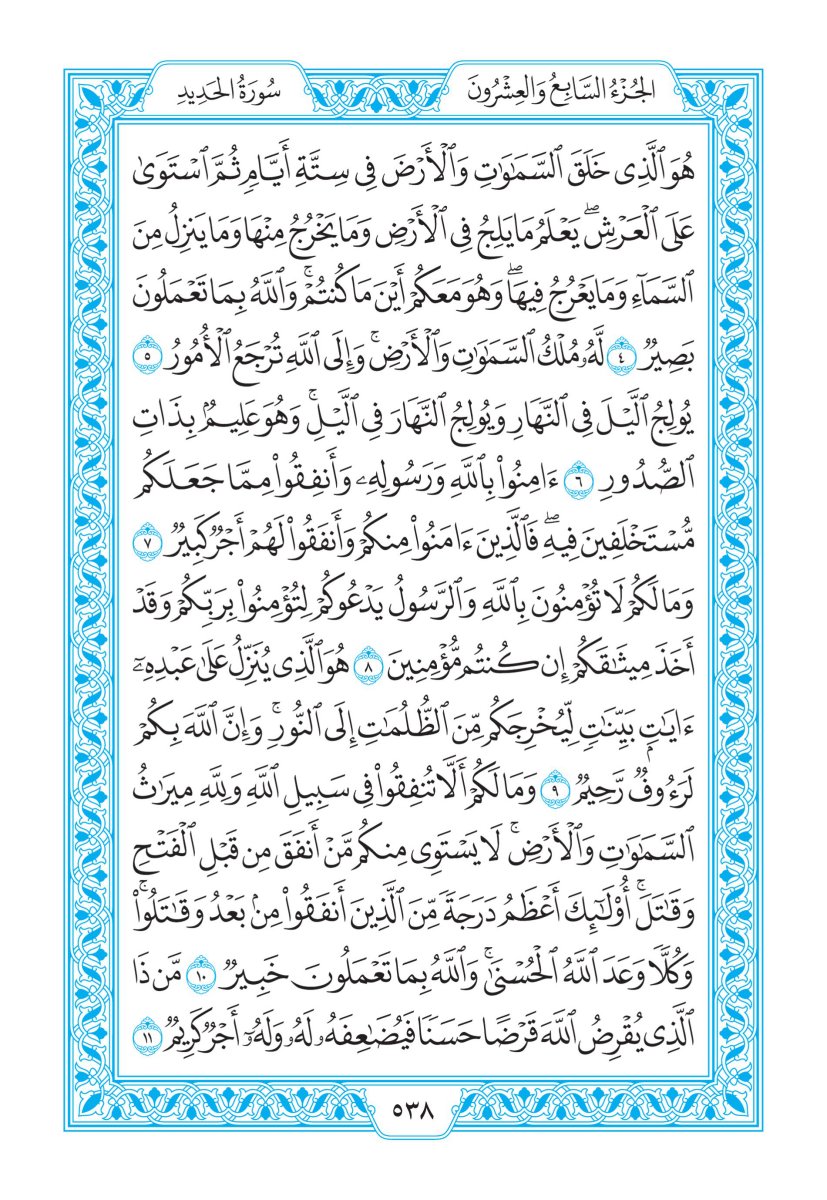 الجُزْءُ السَّابِعُ وَالعِشْرُونَ
سُورَةُ الحَدِيدِ
هُوَ ٱلَّذِى خَلَقَ ٱلسَّمَٰوَٰتِ وَٱلْأَرْضَ فِى سِتَّةِ أَيَّامٍ ثُمَّ ٱسْتَوَىٰ
عَلَى ٱلْعَرْشِ ۖ يَعْلَمُ مَا يَلِجُ فِى ٱلْأَرْضِ وَمَا يَخْرُجُ مِنْهَا وَمَا يَنزِلُ مِنَ
ٱلسَّمَآءِ وَمَا يَعْرُجُ فِيهَا ۖ وَهُوَ مَعَكُمْ أَيْنَ مَا كُنتُمْ ۚ وَٱللَّهُ بِمَا تَعْمَلُونَ
بَصِيرٌ ٤ لَّهُۥ مُلْكُ ٱلسَّمَٰوَٰتِ وَٱلْأَرْضِ ۚ وَإِلَى ٱللَّهِ تُرْجَعُ ٱلْأُمُورُ ٥
يُولِجُ ٱلَّيْلَ فِى ٱلنَّهَارِ وَيُولِجُ ٱلنَّهَارَ فِى ٱلَّيْلِ ۚ وَهُوَ عَلِيمٌۢ بِذَاتِ
ٱلصُّدُورِ ٦ ءَامِنُوا۟ بِٱللَّهِ وَرَسُولِهِۦ وَأَنفِقُوا۟ مِمَّا جَعَلَكُم
مُّسْتَخْلَفِينَ فِيهِ ۖ فَٱلَّذِينَ ءَامَنُوا۟ مِنكُمْ وَأَنفَقُوا۟ لَهُمْ أَجْرٌ كَبِيرٌ ٧
وَمَا لَكُمْ لَا تُؤْمِنُونَ بِٱللَّهِ وَٱلرَّسُولُ يَدْعُوكُمْ لِتُؤْمِنُوا۟ بِرَبِّكُمْ وَقَدْ
أَخَذَ مِيثَٰقَكُمْ إِن كُنتُم مُّؤْمِنِينَ ٨ هُوَ ٱلَّذِى يُنَزِّلُ عَلَىٰ عَبْدِهِۦٓ
ءَايَٰتٍۭ بَيِّنَٰتٍ لِّيُخْرِجَكُم مِّنَ ٱلظُّلُمَٰتِ إِلَى ٱلنُّورِ ۚ وَإِنَّ ٱللَّهَ بِكُمْ
لَرَءُوفٌ رَّحِيمٌ ٩ وَمَا لَكُمْ أَلَّا تُنفِقُوا۟ فِى سَبِيلِ ٱللَّهِ وَلِلَّهِ مِيرَٰثُ
ٱلسَّمَٰوَٰتِ وَٱلْأَرْضِ ۚ لَا يَسْتَوِى مِنكُم مَّنْ أَنفَقَ مِن قَبْلِ ٱلْفَتْحِ
وَقَٰتَلَ ۚ أُو۟لَٰٓئِكَ أَعْظَمُ دَرَجَةً مِّنَ ٱلَّذِينَ أَنفَقُوا۟ مِنۢ بَعْدُ وَقَٰتَلُوا۟ ۚ
وَكُلًّا وَعَدَ ٱللَّهُ ٱلْحُسْنَىٰ ۚ وَٱللَّهُ بِمَا تَعْمَلُونَ خَبِيرٌ ١٠ مَّن ذَا
ٱلَّذِى يُقْرِضُ ٱللَّهَ قَرْضًا حَسَنًا فَيُضَٰعِفَهُۥ لَهُۥ وَلَهُۥٓ أَجْرٌ كَرِيمٌ ١١
٥٣٨